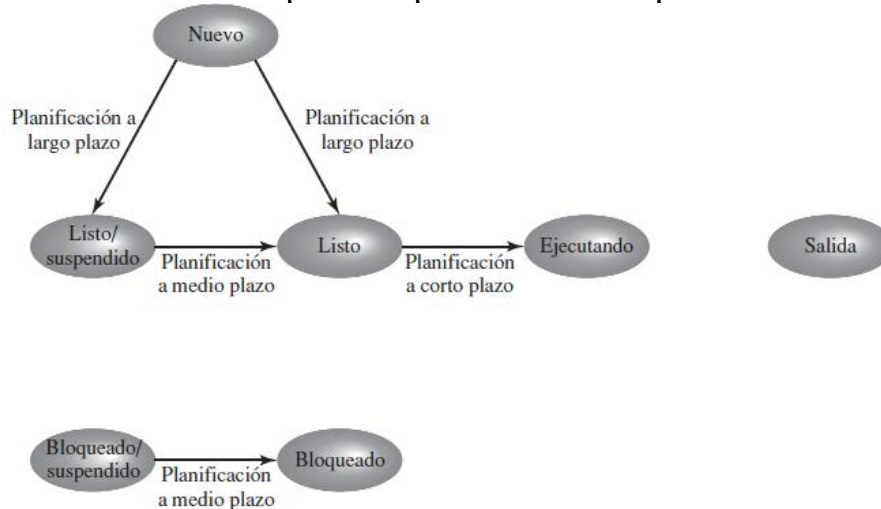 Nuevo
Planificación a
largo plazo
Planificación a
largo plazo
Listo/
suspendido
Planificación
a medio plazo
Listo
Planificación
a corto plazo
Ejecutando
Salida
Bloqueado/
suspendido
Planificación
a medio plazo
Bloqueado